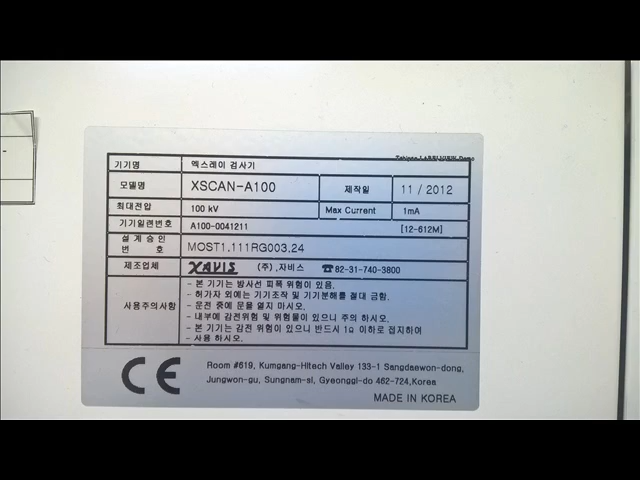 Tahigan LABELVIEW Demo
기기명 엑스레이 검사기
모델명 XSCAN-A100 제작일 11 / 2012
최대전압 100 kV Max Current 1mA
기기일련번호 A100-0041211 [12-612M]
설계승인
번 호 MOST1.111RG003.24
제조업체 XAVIS (주),자비스 ☎82-31-740-3800
사용주의사항
- 본 기기는 방사선 피폭 위험이 있음.
- 허가자 외에는 기기조작 및 기기분해를 절대 금함.
- 운전 중에 문을 열지 마시오.
- 내부에 감전위험 및 위험물이 있으니 주의 하시오.
- 본 기기는 감전 위험이 있으니 반드시 1Ω 이하로 접지하여
- 사용 하시오.
CE
Room #619, Kumgang-Hitech Valley 133-1 Sangdaewon-dong,
Jungwon-gu, Sungnam-si, Gyeonggi-do 462-724,Korea
MADE IN KOREA